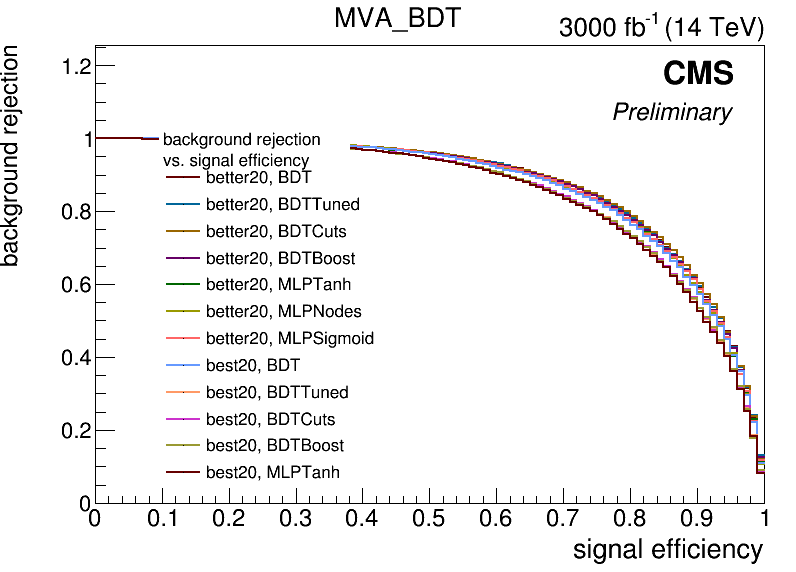 MVA_BDT
3000 fb-1 (14 TeV)
CMS
Preliminary
background rejection
1.2
1
0.8
0.6
0.4
0.2
0
background rejection
vs. signal efficiency
better20, BDT
better20, BDTTuned
better20, BDTCuts
better20, BDTBoost
better20, MLPTanh
better20, MLPNodes
better20, MLPSigmoid
best20, BDT
best20, BDTTuned
best20, BDTCuts
best20, BDTBoost
best20, MLPTanh
0 0.1 0.2 0.3 0.4 0.5 0.6 0.7 0.8 0.9 1
signal efficiency